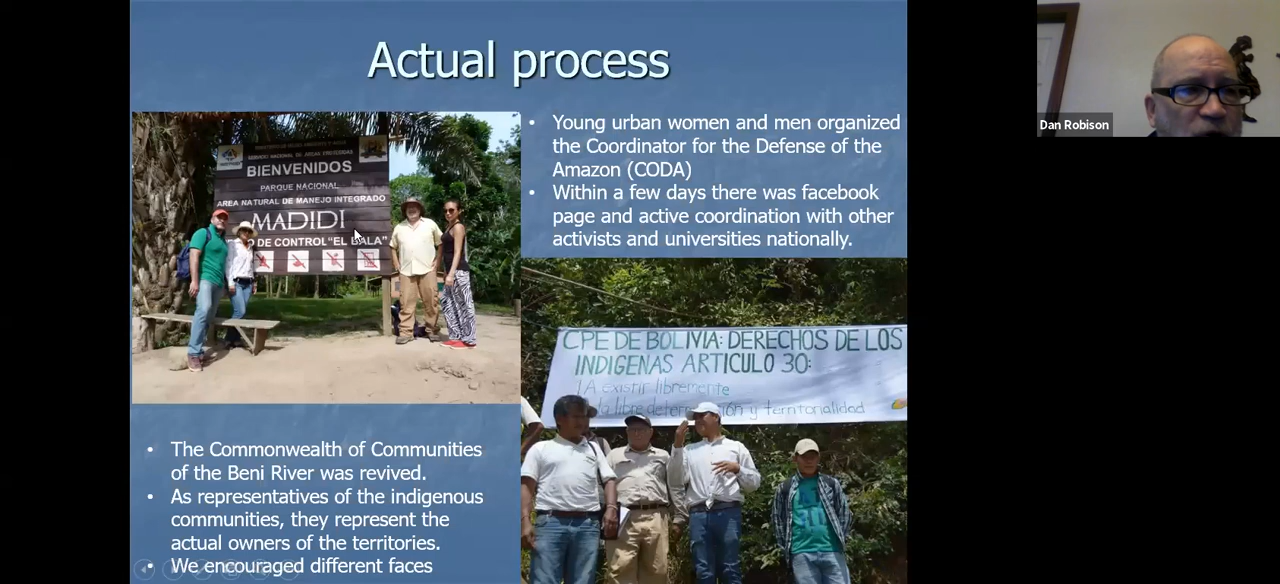 Actual process
BIENVENIDOS
PARQUE NACIONAL
AREA NATURAL DE MANEJO INTEGRADO
MADIDI
O DE CONTROL "EL BALA"
• Young urban women and men organized
the Coordinator for the Defense of the
Amazon (CODA)
• Within a few days there was facebook
page and active coordination with other
activists and universities nationally.
CPE DE BOLIVIA: DERECHOS DE LOS
INDIGENAS ARTICULO 30:
A existir libremente
la libre determ ión y territorialidad
• The Commonwealth of Communities
of the Beni River was revived.
• As representatives of the indigenous
communities, they represent the
actual owners of the territories.
• We encouraged different faces
Dan Robison